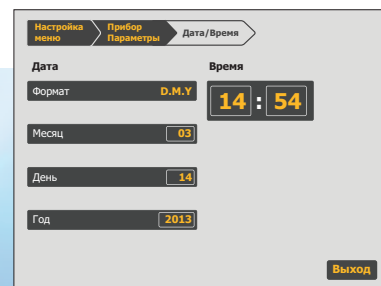 Настройка меню
Прибор Параметры
Дата/Время
Дата
Время
Формат D.M.Y
14 : 54
Месяц 03
День 14
Год 2013
Выход